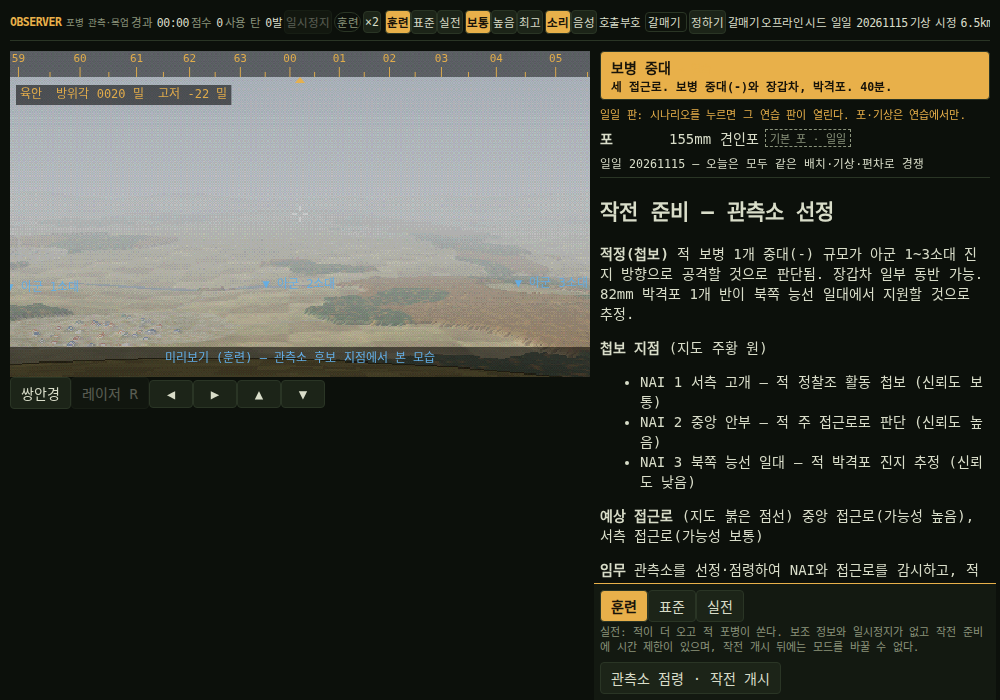 OBSERVER 포병 관측·독업 경과 00:00 점수 0 사용 탄 0발 일시정지 훈련 ×2 훈련 표준 실전 보통 높음 최고 소리 음성 호출부호 갈매기 정하기 갈매기 오프라인 시드 일일 20261115 기상 시정 6.5km
59 60 61 62 63 00 01 02 03 04 05
육안 방위각 0020 밀 고저 -22 밀
미리보기 (훈련) — 관측소 후보 지점에서 본 모습
쌍안경 레이저 R ◀ ▶ ▲ ▼
보병 중대
세 접근로. 보병 중대(-)와 장갑차, 박격포. 40분.
일일 판: 시나리오를 누르면 그 연습 판이 열린다. 포·기상은 연습에서만.
포 155mm 견인포 기본 포 · 일일
일일 20261115 — 오늘은 모두 같은 배치·기상·편차로 경쟁
작전 준비 — 관측소 선정
적정(첩보) 적 보병 1개 중대(-) 규모가 아군 1~3소대 진
지 방향으로 공격할 것으로 판단됨. 장갑차 일부 동반 가능.
82mm 박격포 1개 반이 북쪽 능선 일대에서 지원할 것으로
추정.
첩보 지점 (지도 주황 원)
• NAI 1 서측 고개 — 적 정찰조 활동 첩보 (신뢰도 보
통)
• NAI 2 중앙 안부 — 적 주 접근로로 판단 (신뢰도 높
음)
• NAI 3 북쪽 능선 일대 — 적 박격포 진지 추정 (신뢰
도 낮음)
예상 접근로 (지도 붉은 점선) 중앙 접근로(가능성 높음),
서측 접근로(가능성 보통)
임무 관측소를 선정·점령하여 NAI와 접근로를 감시하고, 적
훈련 표준 실전
실전: 적이 더 오고 적 포병이 쏜다. 보조 정보와 일시정지가 없고 작전 준비
에 시간 제한이 있으며, 작전 개시 뒤에는 모드를 바꿀 수 없다.
관측소 점령 · 작전 개시